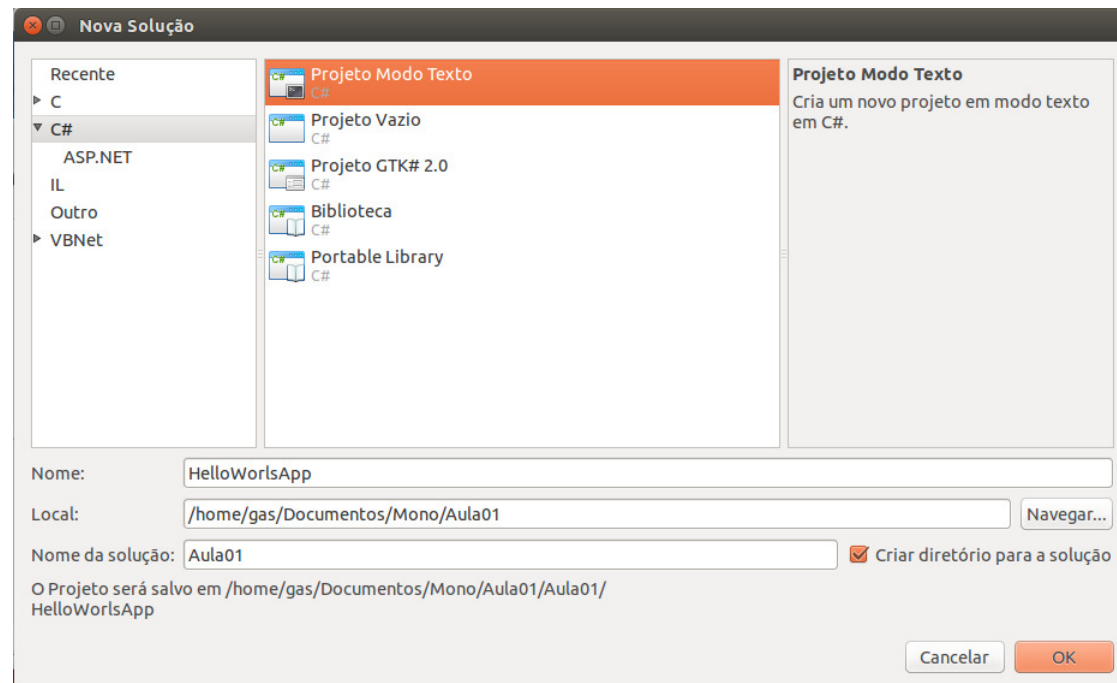 Nova Solução
Recente
C
C#
ASP.NET
IL
Outro
VBNet
Projeto Modo Texto
C#
Projeto Vazio
C#
Projeto GTK# 2.0
C#
Biblioteca
C#
Portable Library
C#
Projeto Modo Texto
Cria um novo projeto em modo texto
em C#.
Nome: HelloWorlsApp
Local: /home/gas/Documentos/Mono/Aula01 Navegar...
Nome da solução: Aula01 Criar diretório para a solução
O Projeto será salvo em /home/gas/Documentos/Mono/Aula01/Aula01/
HelloWorlsApp
Cancelar OK